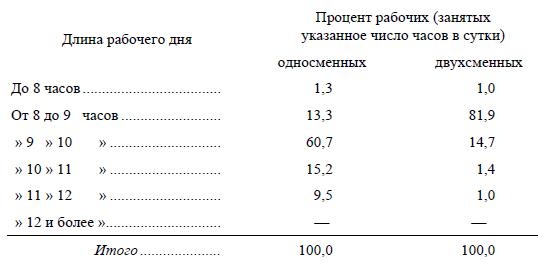 Длина рабочего дня
Процент рабочих (занятых
указанное число часов в сутки)
односменных двухсменных
До 8 часов ........................................ 1,3 1,0
От 8 до 9 часов ............................. 13,3 81,9
» 9 » 10 » ................................. 60,7 14,7
» 10 » 11 » ................................. 15,2 1,4
» 11 » 12 » ................................. 9,5 1,0
» 12 и более »................................. — —
Итого ....................... 100,0 100,0